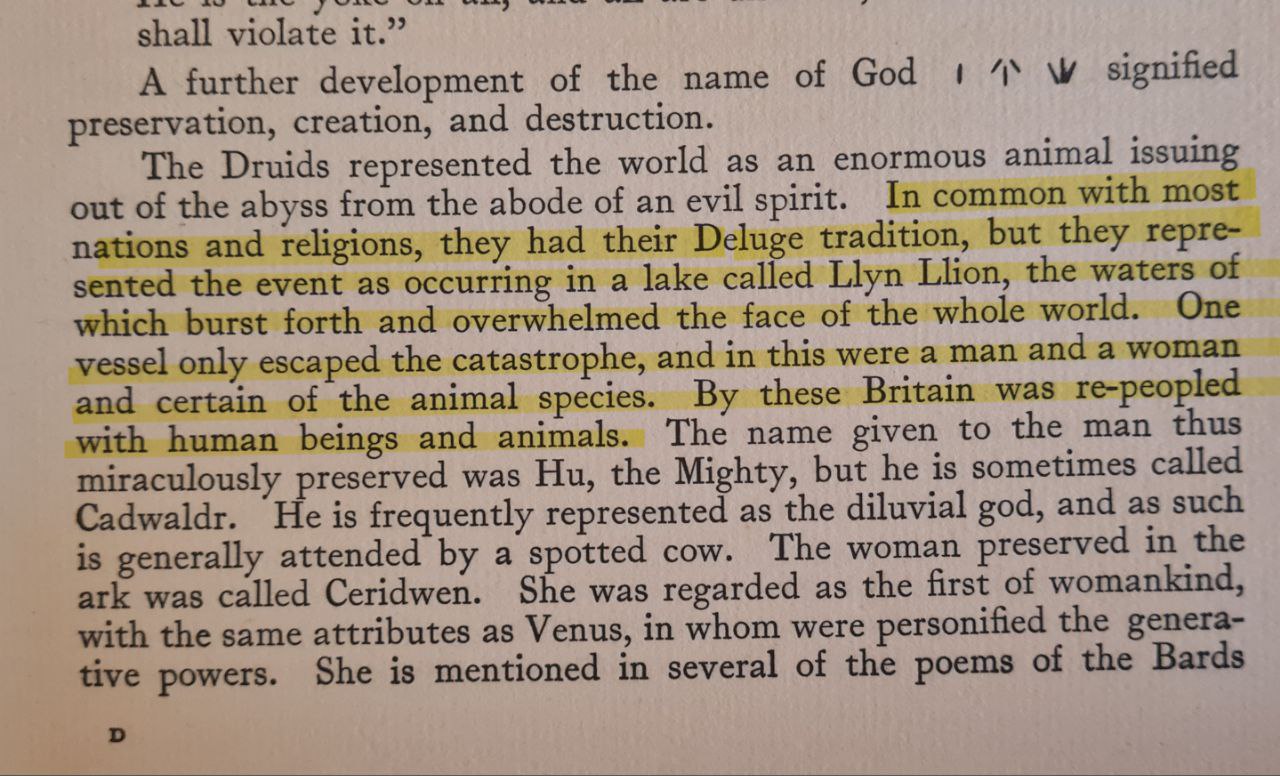 shall violate it.”
A further development of the name of God signified
preservation, creation, and destruction.
The Druids represented the world as an enormous animal issuing
out of the abyss from the abode of an evil spirit. In common with most
nations and religions, they had their Deluge tradition, but they repre-
sented the event as occurring in a lake called Llyn Llion, the waters of
which burst forth and overwhelmed the face of the whole world. One
vessel only escaped the catastrophe, and in this were a man and a woman
and certain of the animal species. By these Britain was re-peopled
with human beings and animals. The name given to the man thus
miraculously preserved was Hu, the Mighty, but he is sometimes called
Cadwaldr. He is frequently represented as the diluvial god, and as such
is generally attended by a spotted cow. The woman preserved in the
ark was called Ceridwen. She was regarded as the first of womankind,
with the same attributes as Venus, in whom were personified the genera-
tive powers. She is mentioned in several of the poems of the Bards
D